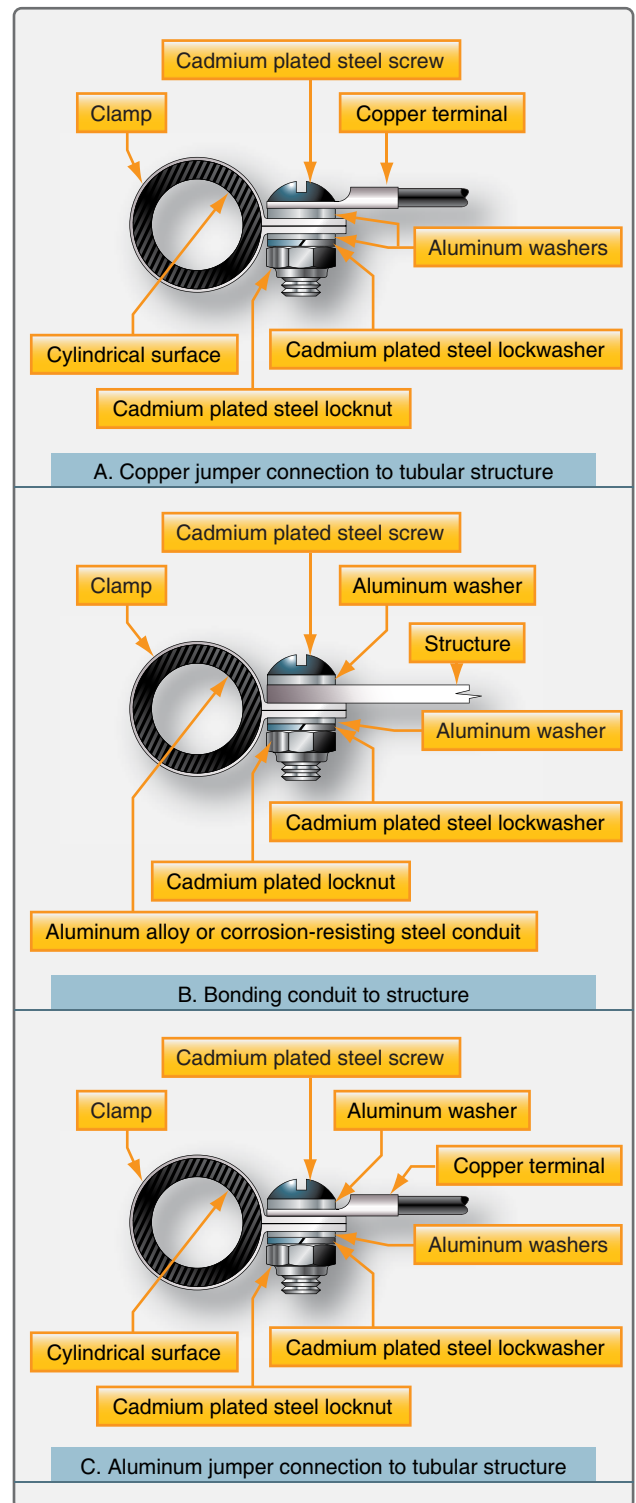 Cadmium plated steel screw
Clamp
Copper terminal
Aluminum washers
Cylindrical surface
Cadmium plated steel lockwasher
Cadmium plated steel locknut
A. Copper jumper connection to tubular structure
Cadmium plated steel screw
Clamp
Aluminum washer
Structure
Aluminum washer
Cadmium plated steel lockwasher
Cadmium plated locknut
Aluminum alloy or corrosion-resisting steel conduit
B. Bonding conduit to structure
Cadmium plated steel screw
Clamp
Aluminum washer
Copper terminal
Aluminum washers
Cylindrical surface
Cadmium plated steel lockwasher
Cadmium plated steel locknut
C. Aluminum jumper connection to tubular structure